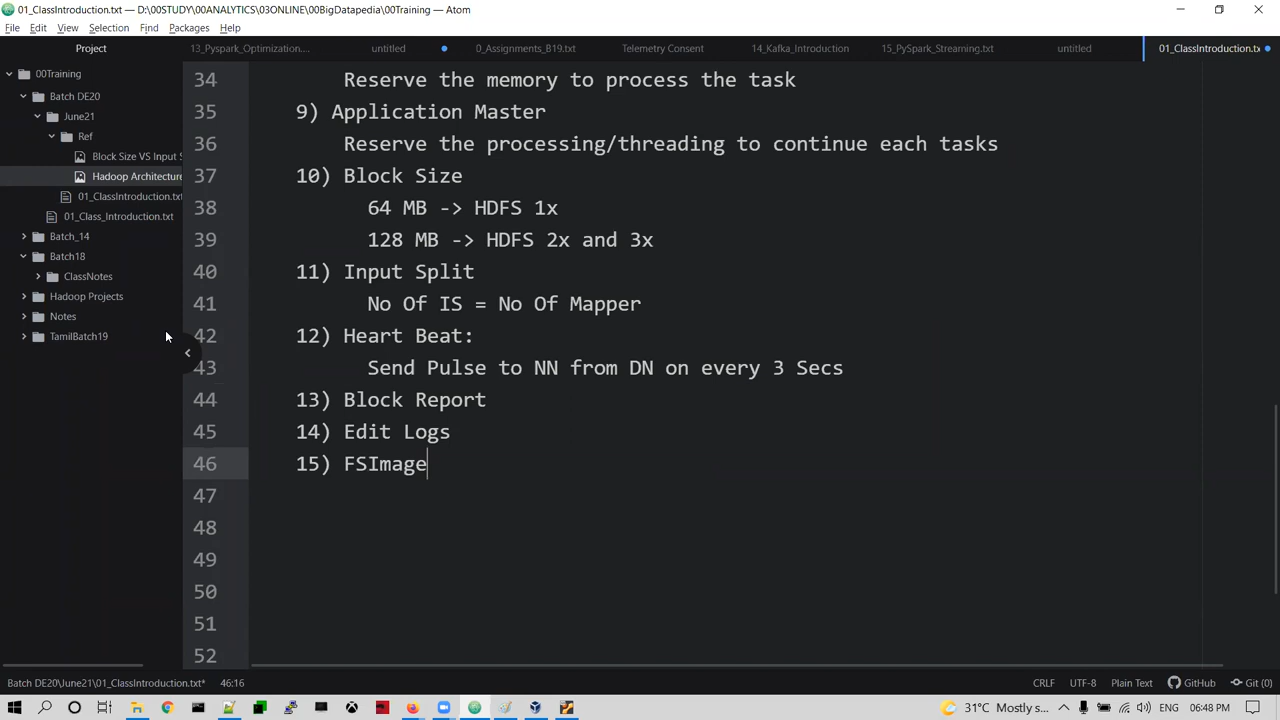 01_ClassIntroduction.txt — D:\00STUDY\00ANALYTICS\03ONLINE\00BigDatapedia\00Training — Atom
File Edit View Selection Find Packages Help
Project
13_Pyspark_Optimization.... untitled 0_Assignments_B19.txt Telemetry Consent 14_Kafka_Introduction 15_PySpark_Streaming.txt untitled 01_ClassIntroduction.tx
00Training
Batch DE20
June21
Ref
Block Size VS Input S
Hadoop Architecture
01_ClassIntroduction.txt
01_Class_Introduction.txt
Batch_14
Batch18
ClassNotes
Hadoop Projects
Notes
TamilBatch19
34 Reserve the memory to process the task
35 9) Application Master
36 Reserve the processing/threading to continue each tasks
37 10) Block Size
38 64 MB -> HDFS 1x
39 128 MB -> HDFS 2x and 3x
40 11) Input Split
41 No Of IS = No Of Mapper
42 12) Heart Beat:
43 Send Pulse to NN from DN on every 3 Secs
44 13) Block Report
45 14) Edit Logs
46 15) FSImage
47
48
49
50
51
52
Batch DE20\June21\01_ClassIntroduction.txt* 46:16 CRLF UTF-8 Plain Text GitHub Git (0)
31°C Mostly s... ENG 06:48 PM